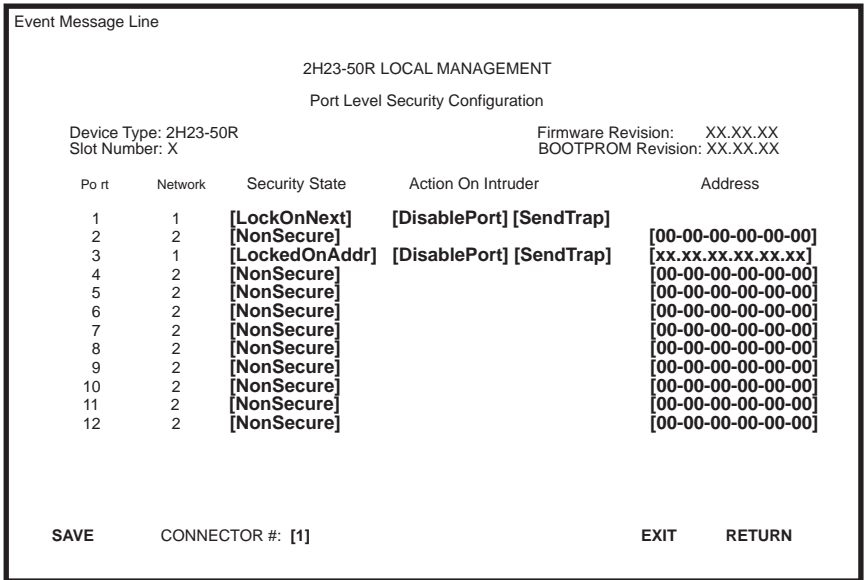 Event Message Line
2H23-50R LOCAL MANAGEMENT
Port Level Security Configuration
Device Type: 2H23-50R Firmware Revision: XX.XX.XX
Slot Number: X BOOTPROM Revision: XX.XX.XX
Po rt Network Security State Action On Intruder Address
1 1 [LockOnNext] [DisablePort] [SendTrap]
2 2 [NonSecure] [00-00-00-00-00-00]
3 1 [LockedOnAddr] [DisablePort] [SendTrap] [xx.xx.xx.xx.xx.xx]
4 2 [NonSecure] [00-00-00-00-00-00]
5 2 [NonSecure] [00-00-00-00-00-00]
6 2 [NonSecure] [00-00-00-00-00-00]
7 2 [NonSecure] [00-00-00-00-00-00]
8 2 [NonSecure] [00-00-00-00-00-00]
9 2 [NonSecure] [00-00-00-00-00-00]
10 2 [NonSecure] [00-00-00-00-00-00]
11 2 [NonSecure] [00-00-00-00-00-00]
12 2 [NonSecure] [00-00-00-00-00-00]
SAVE CONNECTOR #: [1] EXIT RETURN